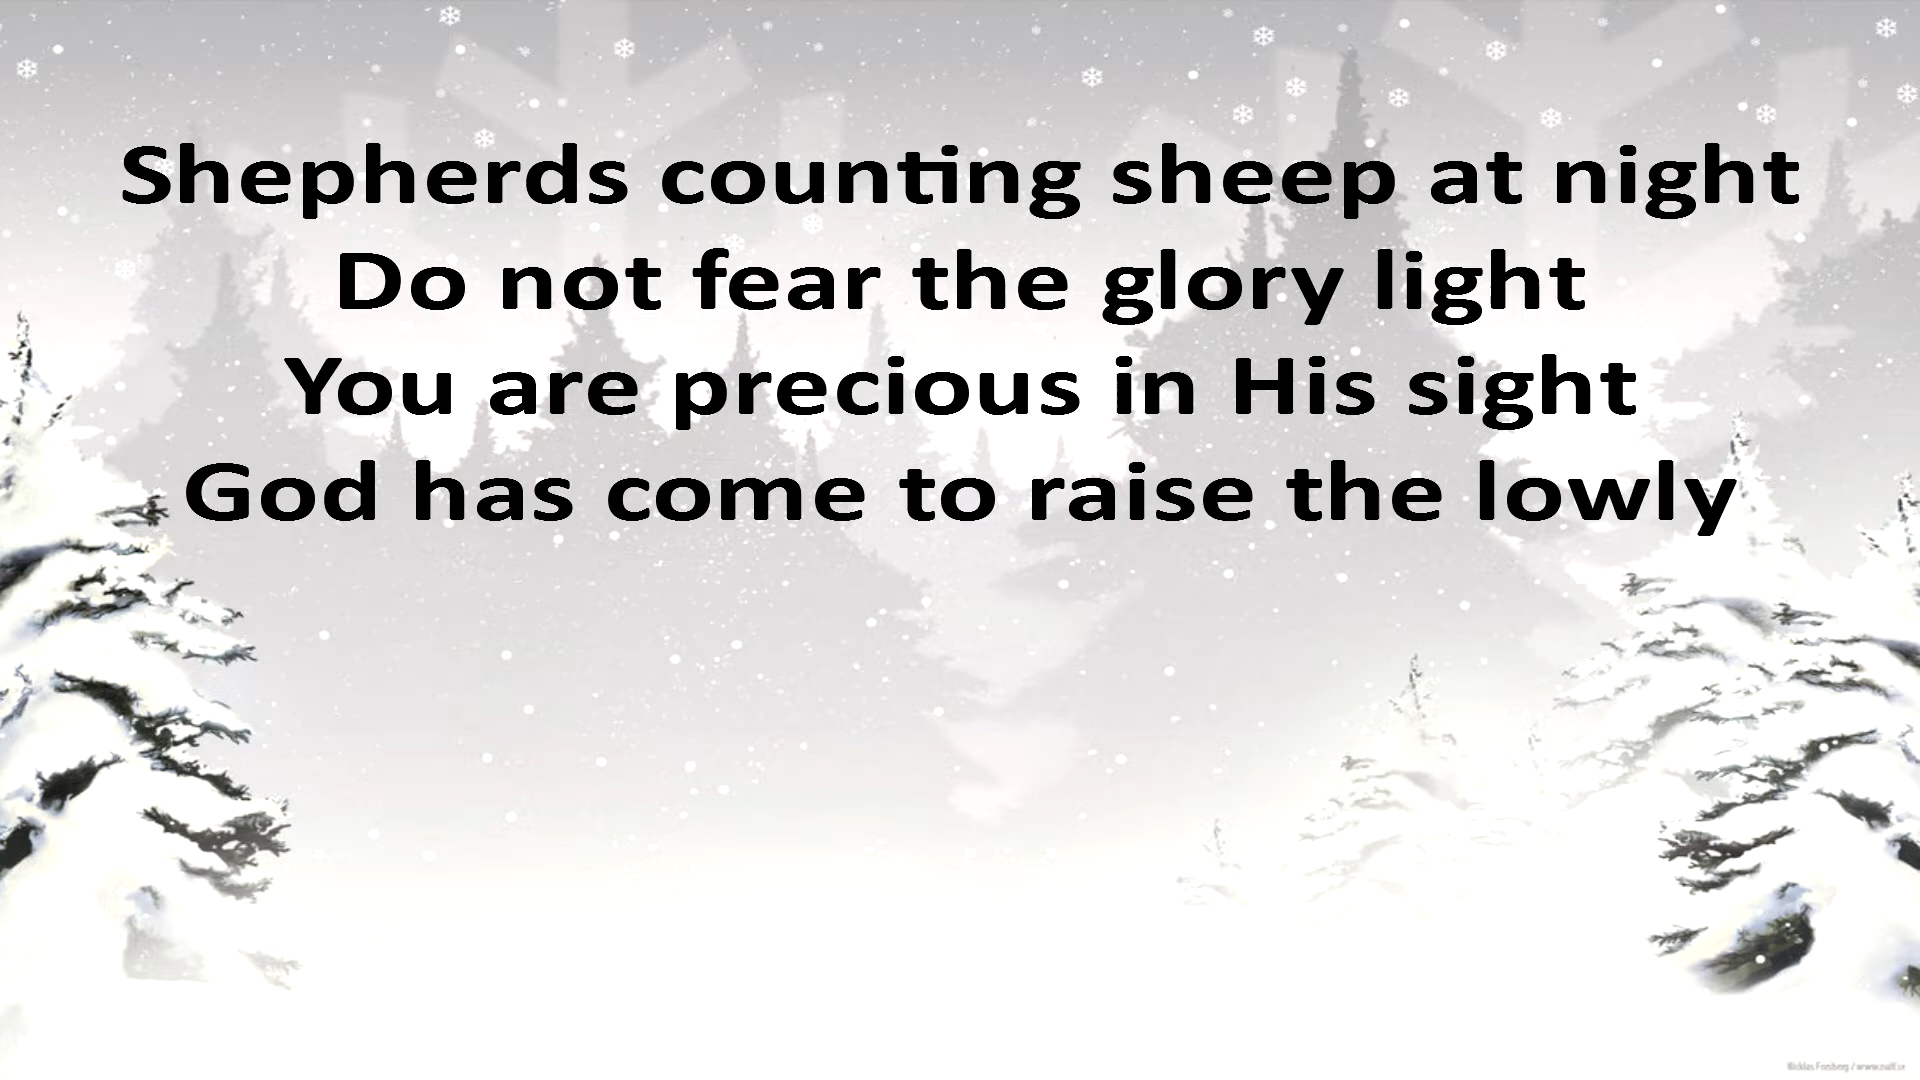 Shepherds counting sheep at night
Do not fear the glory light
You are precious in His sight
God has come to raise the lowly